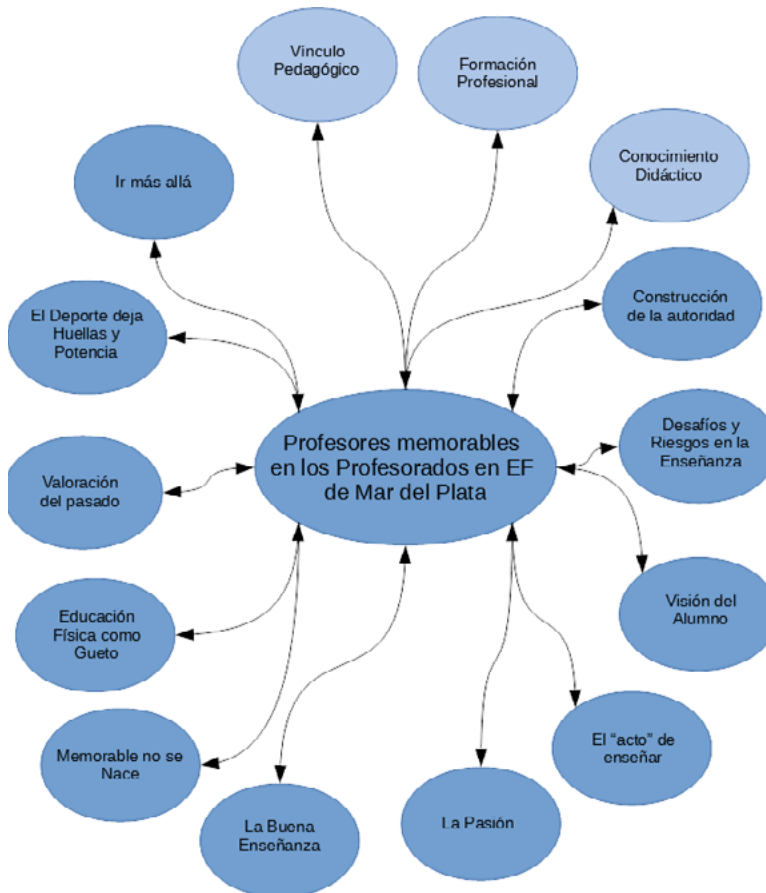 Vinculo
Pedagógico
Formación
Profesional
Conocimiento
Didáctico
Ir más allá
Construcción
de la autoridad
El Deporte deja
Huellas y
Potencia
Profesores memorables
en los Profesorados en EF
de Mar del Plata
Desafíos y
Riesgos en la
Enseñanza
Valoración
del pasado
Visión del
Alumno
Educación
Física como
Gueto
El “acto” de
enseñar
Memorable no se
Nace
La Buena
Enseñanza
La Pasión